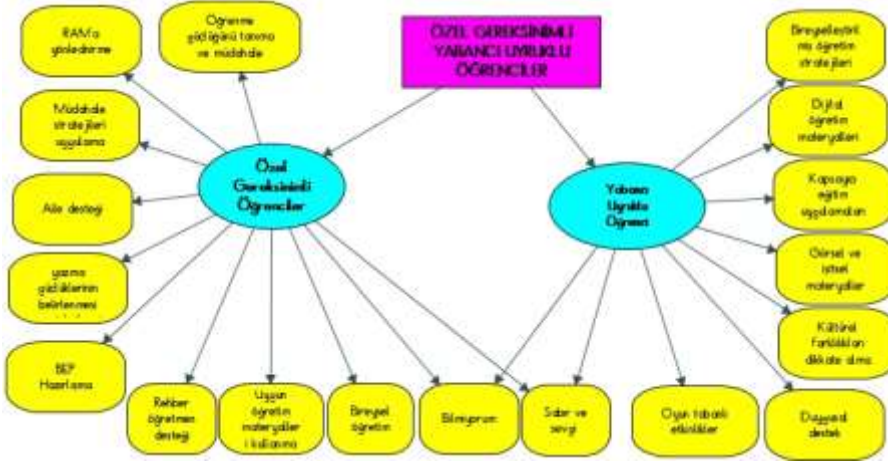 ÖZEL GEREKSİNİMLİ
YABANCI UYRUKLU
ÖĞRENCİLER
RAM'a
yönlendirme
Öğrenme
güçlüğünü tanıma
ve müdahale
Müdahale
stratejileri
uygulama
Aile desteği
yazma
güçlüklerinin
belirlenmesi
BEP
Hazırlama
Özel
Gereksinimli
Öğrenciler
Yabancı
Uyruklu
Öğrenci
Bireyselleştiril
miş öğretim
stratejileri
Dijital
öğretim
materyalleri
Kapsayıcı
eğitim
uygulamaları
Görsel ve
işitsel
materyaller
Kültürel
farklılıkları
dikkate alma
Rehber
öğretmen
desteği
Uygun
öğretim
materyaller
i kullanma
Bireysel
öğretim
Bilmiyorum
Sabır ve
sevgi
Oyun tabanlı
etkinlikler
Duygusal
destek